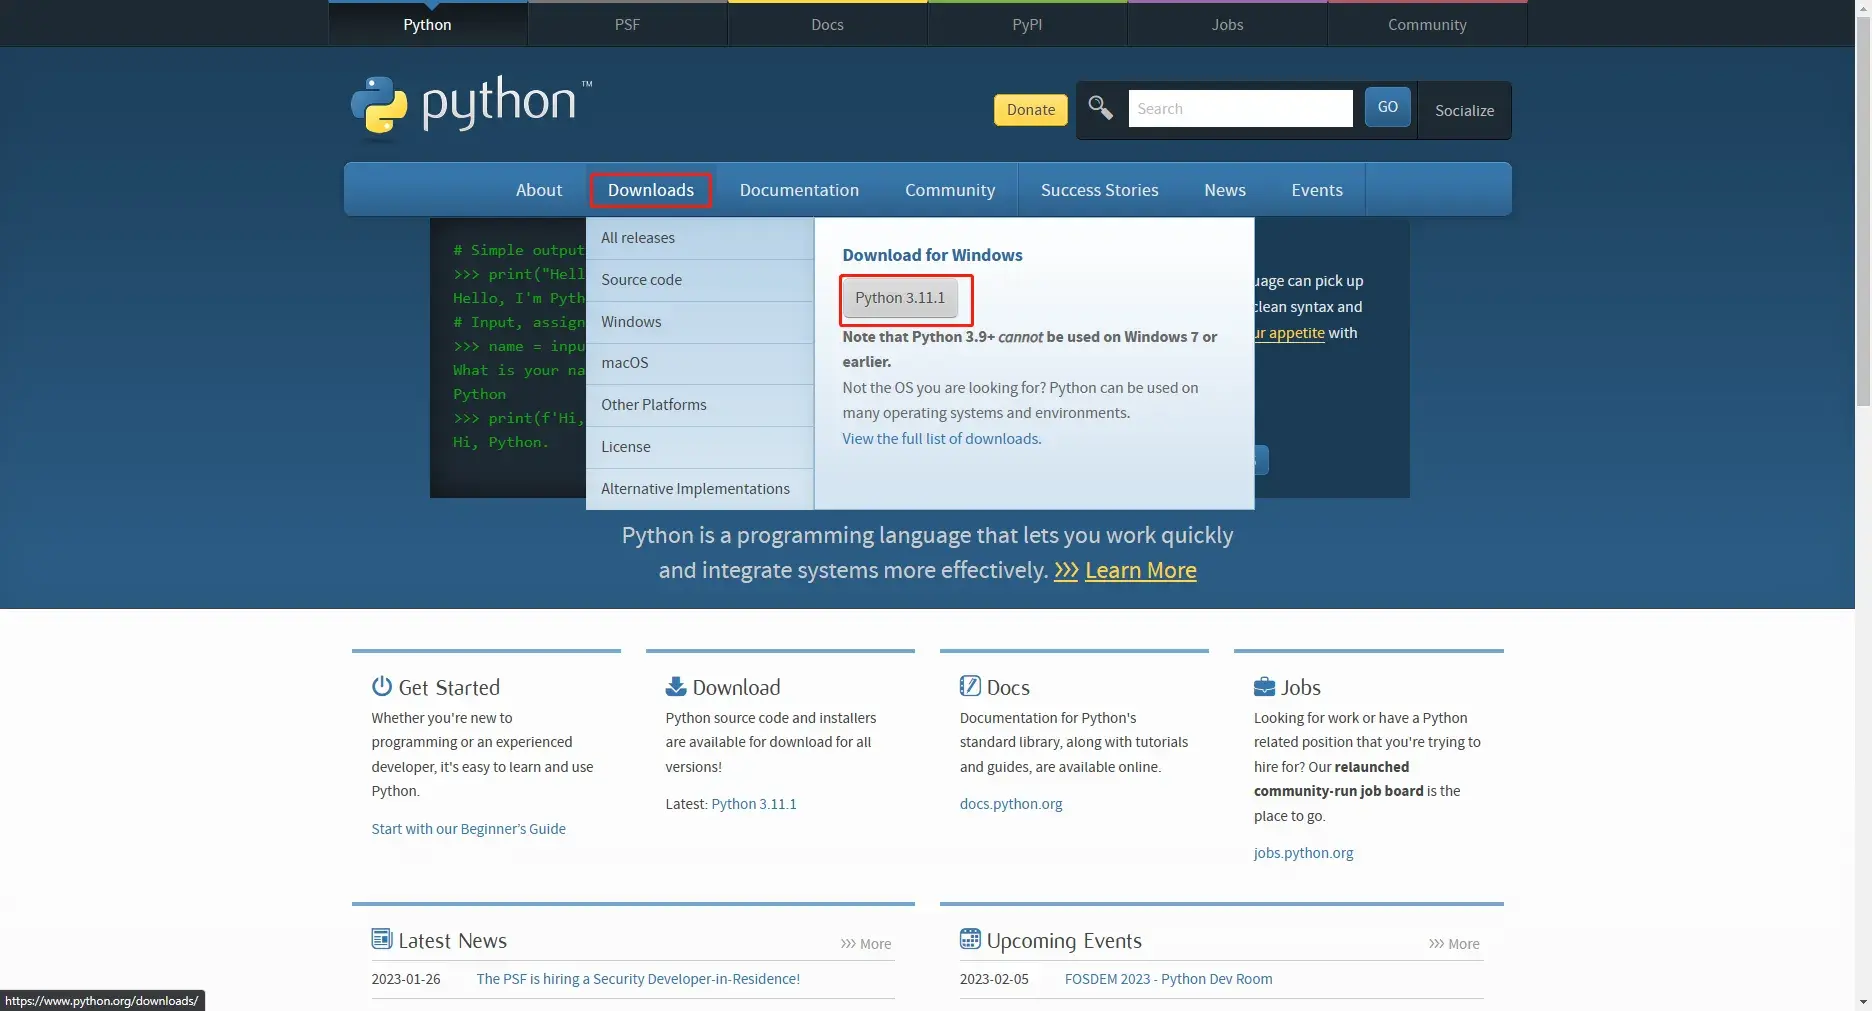 Python
PSF
Docs
PyPI
Jobs
Community
python™
Donate
Search
GO
Socialize
About
Downloads
Documentation
Community
Success Stories
News
Events
# Simple output
>>> print("Hell
Hello, I'm Pyth
# Input, assign
>>> name = inpu
What is your na
Python
>>> print(f'Hi,
Hi, Python.
All releases
Source code
Windows
macOS
Other Platforms
License
Alternative Implementations
Download for Windows
Python 3.11.1
Note that Python 3.9+ cannot be used on Windows 7 or
earlier.
Not the OS you are looking for? Python can be used on
many operating systems and environments.
View the full list of downloads.
uage can pick up
clean syntax and
ur appetite with
Python is a programming language that lets you work quickly
and integrate systems more effectively. >>> Learn More
Get Started
Whether you're new to
programming or an experienced
developer, it's easy to learn and use
Python.
Start with our Beginner’s Guide
Download
Python source code and installers
are available for download for all
versions!
Latest: Python 3.11.1
Docs
Documentation for Python's
standard library, along with tutorials
and guides, are available online.
docs.python.org
Jobs
Looking for work or have a Python
related position that you're trying to
hire for? Our relaunched
community-run job board is the
place to go.
jobs.python.org
Latest News
>>> More
2023-01-26 The PSF is hiring a Security Developer-in-Residence!
Upcoming Events
>>> More
2023-02-05 FOSDEM 2023 - Python Dev Room
https://www.python.org/downloads/